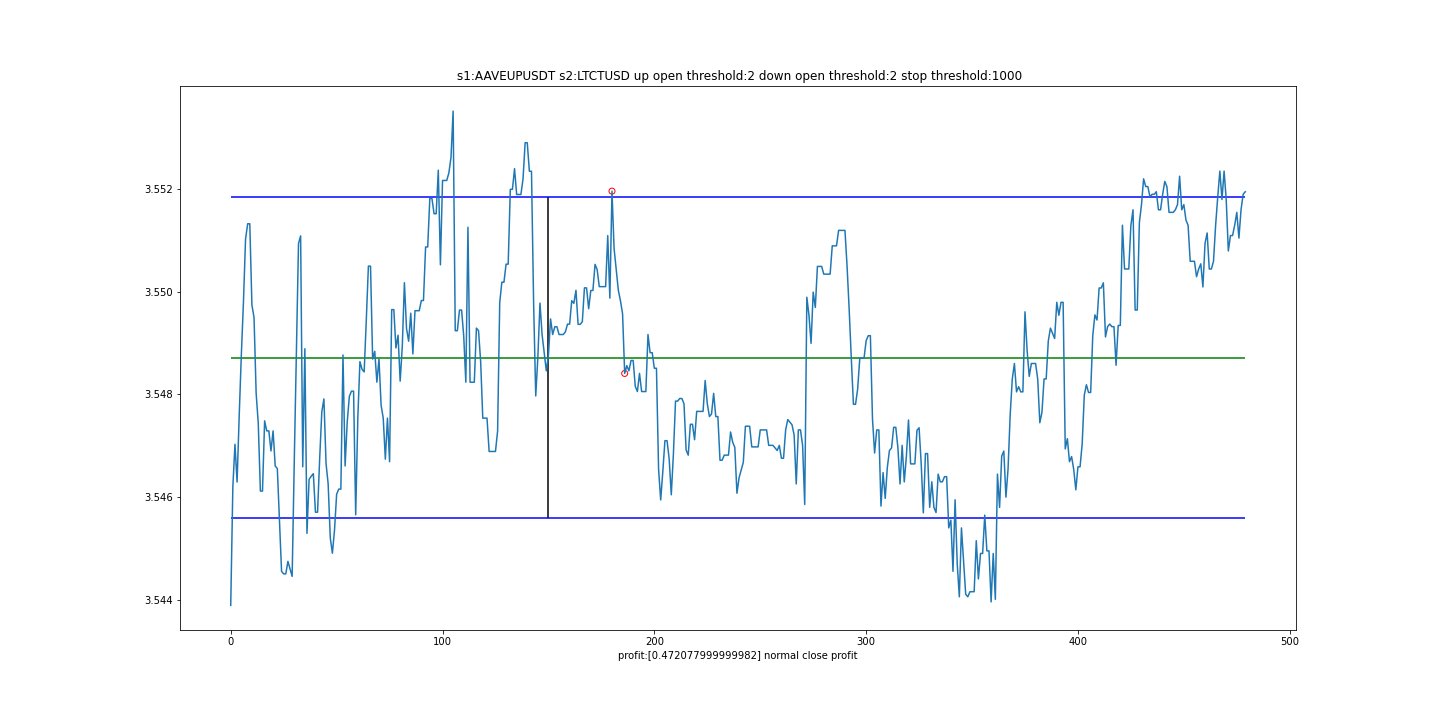 s1:AAVEUPUSDT s2:LTCTUSD up open threshold:2 down open threshold:2 stop threshold:1000
3.552
3.550
3.548
3.546
3.544
0 100 200 300 400 500
profit:[0.472077999999982] normal close profit